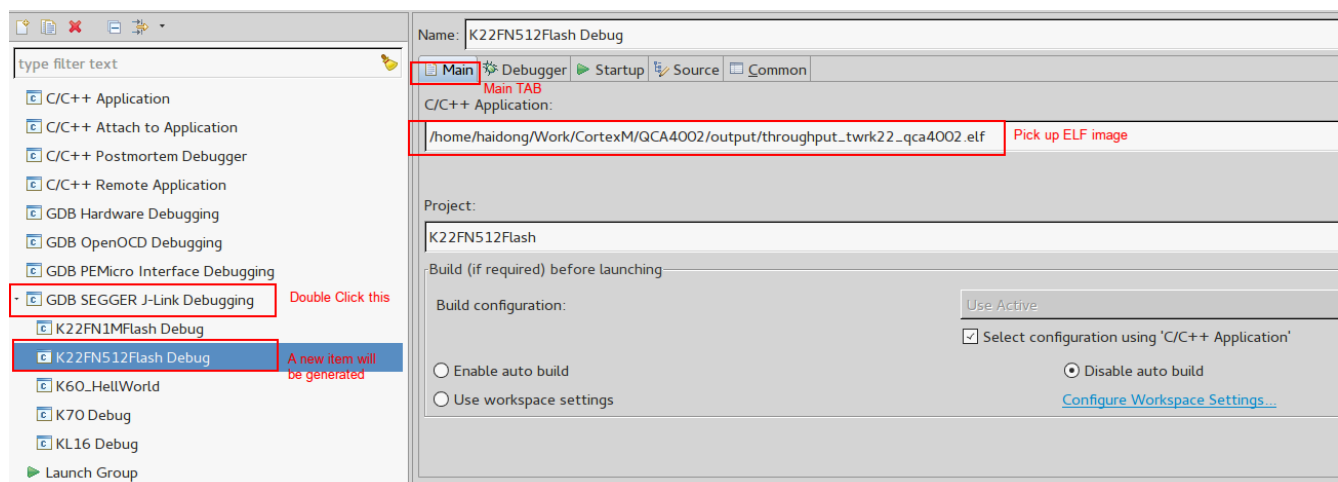 Name: K22FN512Flash Debug
type filter text
Main Debugger Startup Source Common
Main TAB
C/C++ Application
C/C++ Application:
C/C++ Attach to Application
/home/haidong/Work/CortexM/QCA4002/output/throughput_twrk22_qca4002.elf Pick up ELF image
C/C++ Postmortem Debugger
C/C++ Remote Application
GDB Hardware Debugging
Project:
GDB OpenOCD Debugging
K22FN512Flash
GDB PEMicro Interface Debugging
Build (if required) before launching
GDB SEGGER J-Link Debugging Double Click this
Build configuration: Use Active
K22FN1MFlash Debug
Select configuration using 'C/C++ Application'
K22FN512Flash Debug A new item will
be generated
Enable auto build Disable auto build
K60_HellWorld
Use workspace settings Configure Workspace Settings...
K70 Debug
KL16 Debug
Launch Group